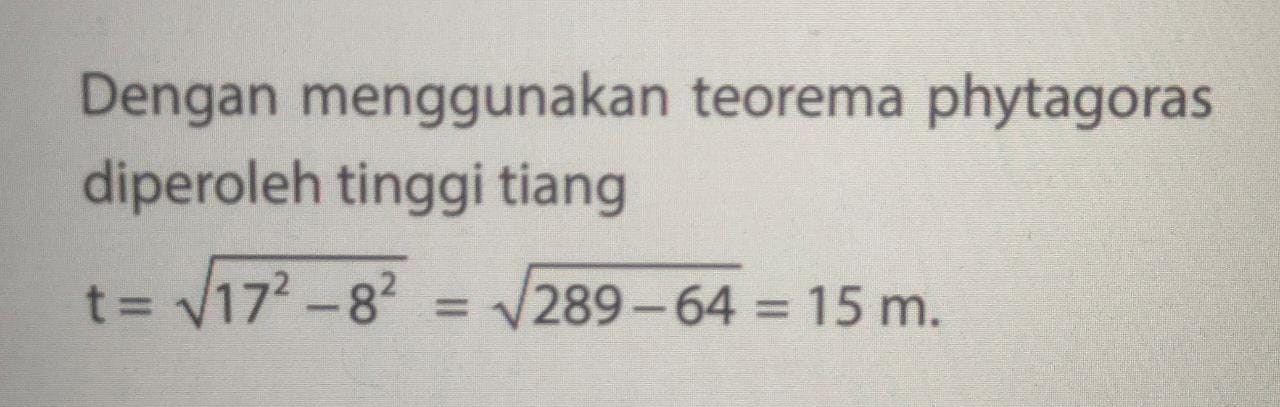 Dengan menggunakan teorema phytagoras
diperoleh tinggi tiang
t = √17² – 8² = √289 – 64 = 15 m.